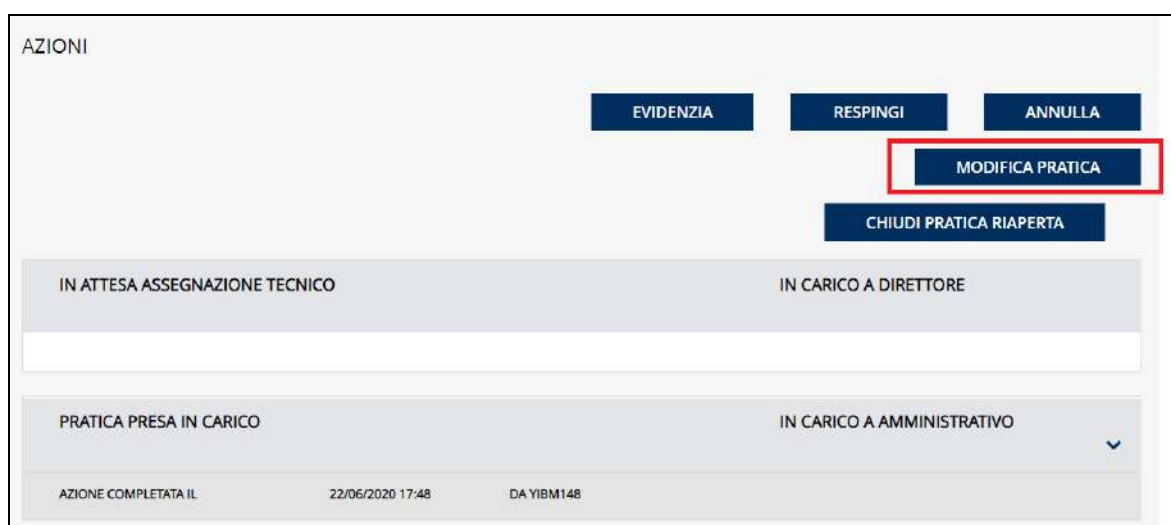 AZIONI
EVIDENZIA RESPINGI ANNULLA
MODIFICA PRATICA
CHIUDI PRATICA RIAPERTA
IN ATTESA ASSEGNAZIONE TECNICO IN CARICO A DIRETTORE
PRATICA PRESA IN CARICO IN CARICO A AMMINISTRATIVO
AZIONE COMPLETATA IL 22/06/2020 17:48 DA YIBM148